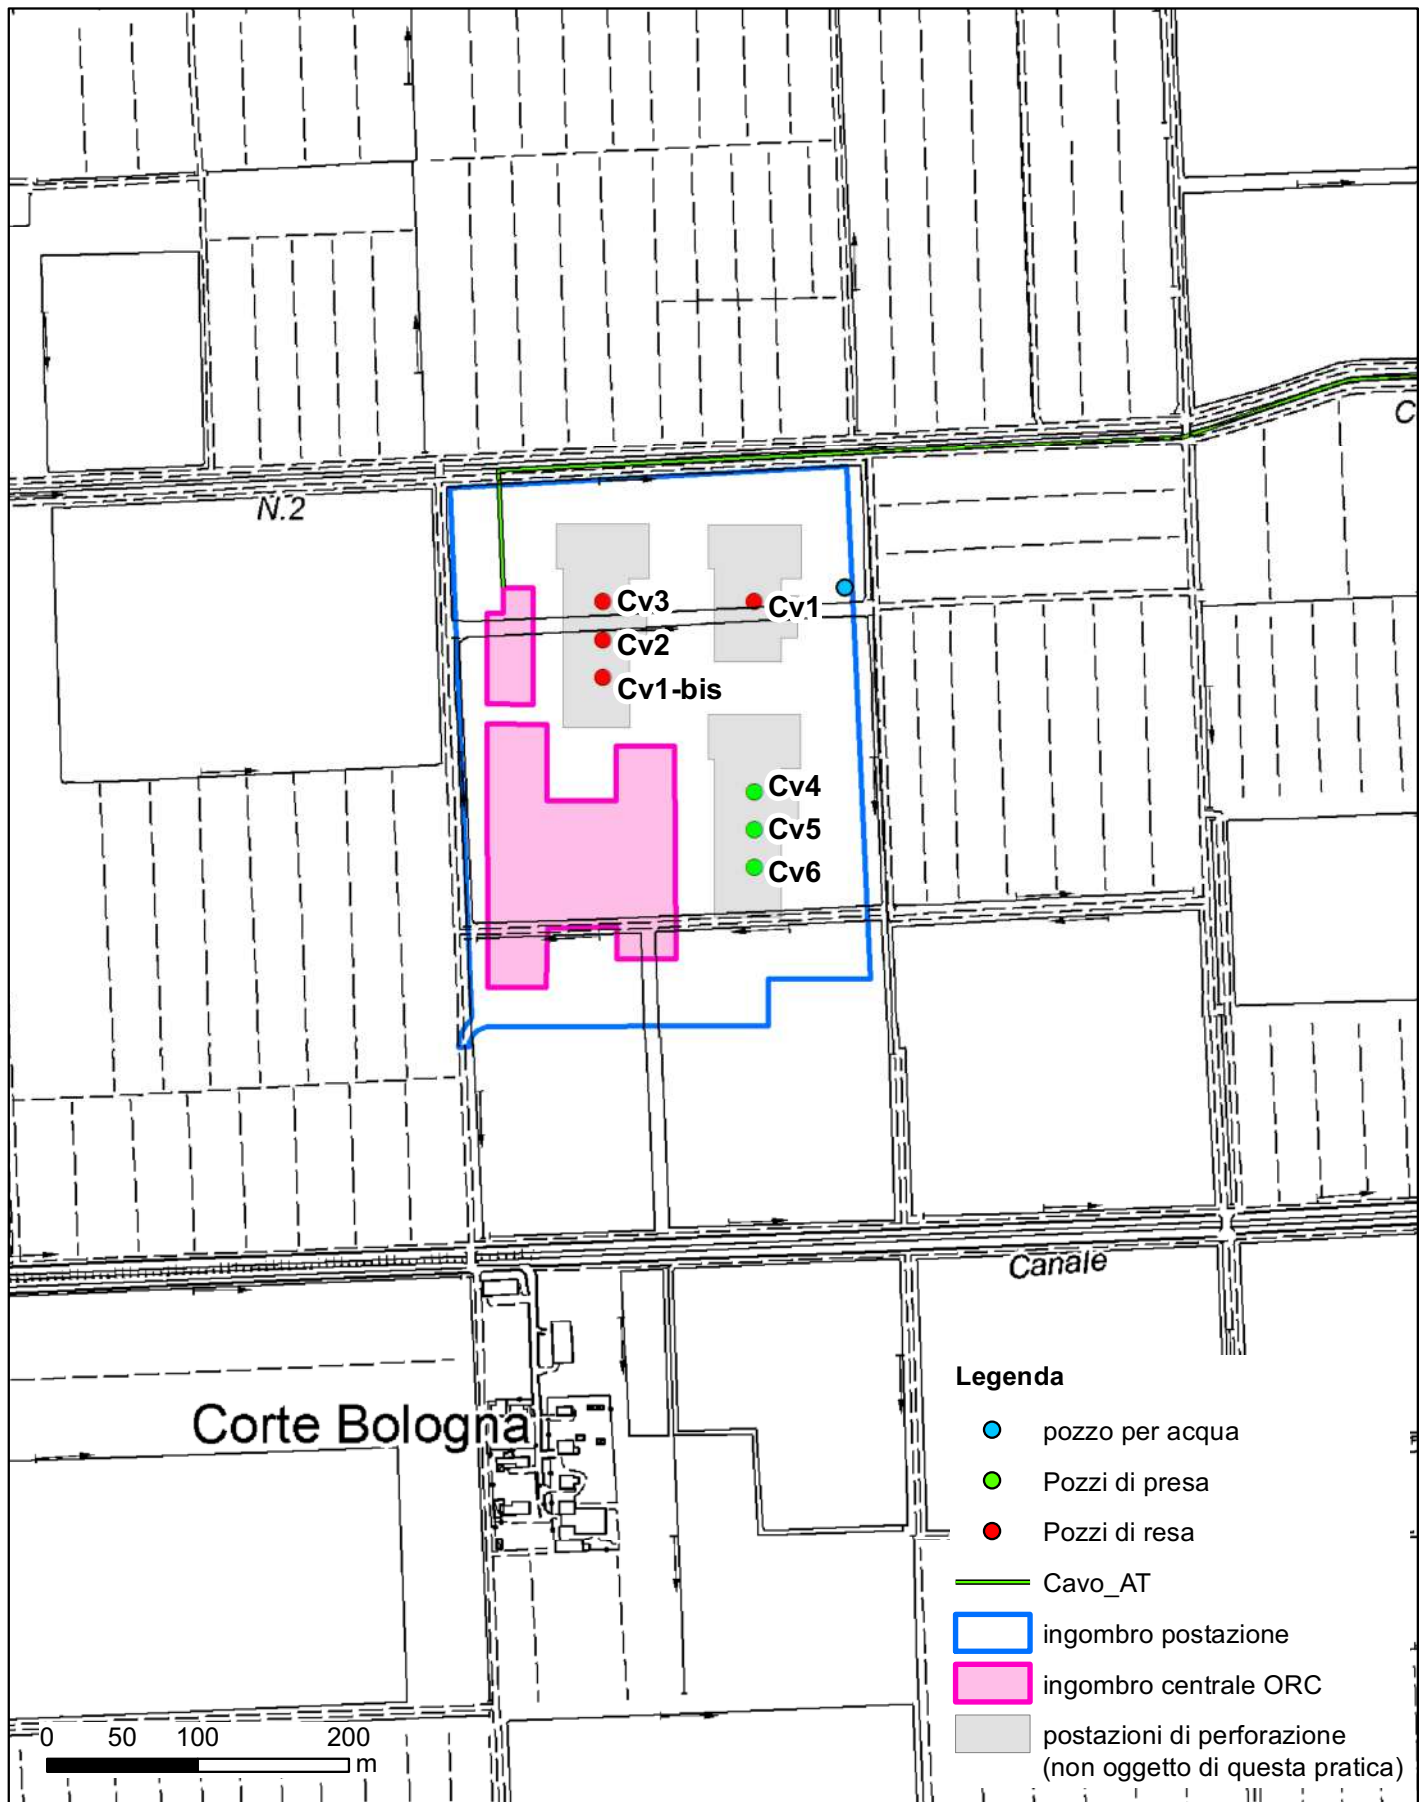 C
N.2
Cv3
Cv1
Cv2
Cv1-bis
Cv4
Cv5
Cv6
Canale
Corte Bologna
Legenda
pozzo per acqua
Pozzi di presa
Pozzi di resa
Cavo_AT
ingombro postazione
ingombro centrale ORC
postazioni di perforazione
(non oggetto di questa pratica)
0 50 100 200
m